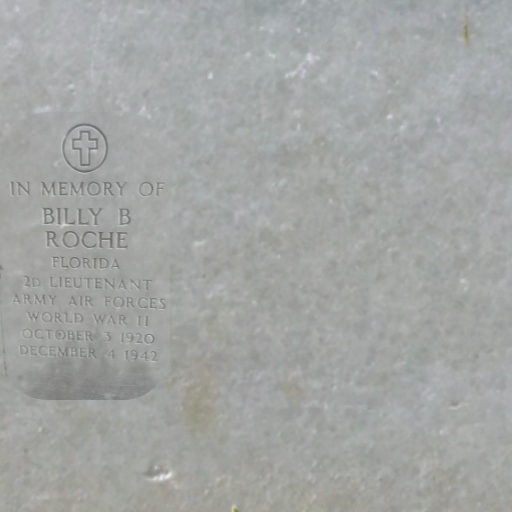 IN MEMORY OF
BILLY B
ROCHE
FLORIDA
2D LIEUTENANT
ARMY AIR FORCES
WORLD WAR II
OCTOBER 3 1920
DECEMBER 4 1942